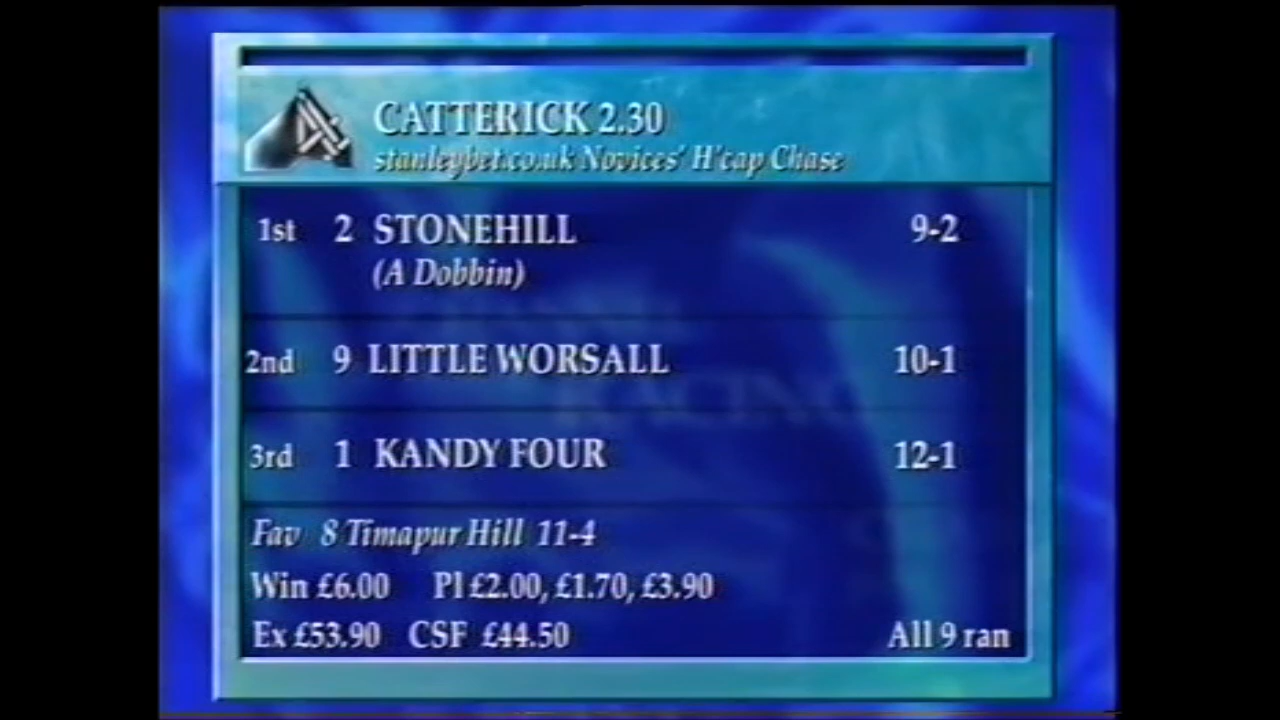 CATTERICK 2.30
stanleybet.co.uk Novices' H'cap Chase
1st 2 STONEHILL 9-2
(A Dobbin)
2nd 9 LITTLE WORSALL 10-1
3rd 1 KANDY FOUR 12-1
Fav 8 Timapur Hill 11-4
Win £6.00 Pl £2.00, £1.70, £3.90
Ex £53.90 CSF £44.50 All 9 ran
RACING